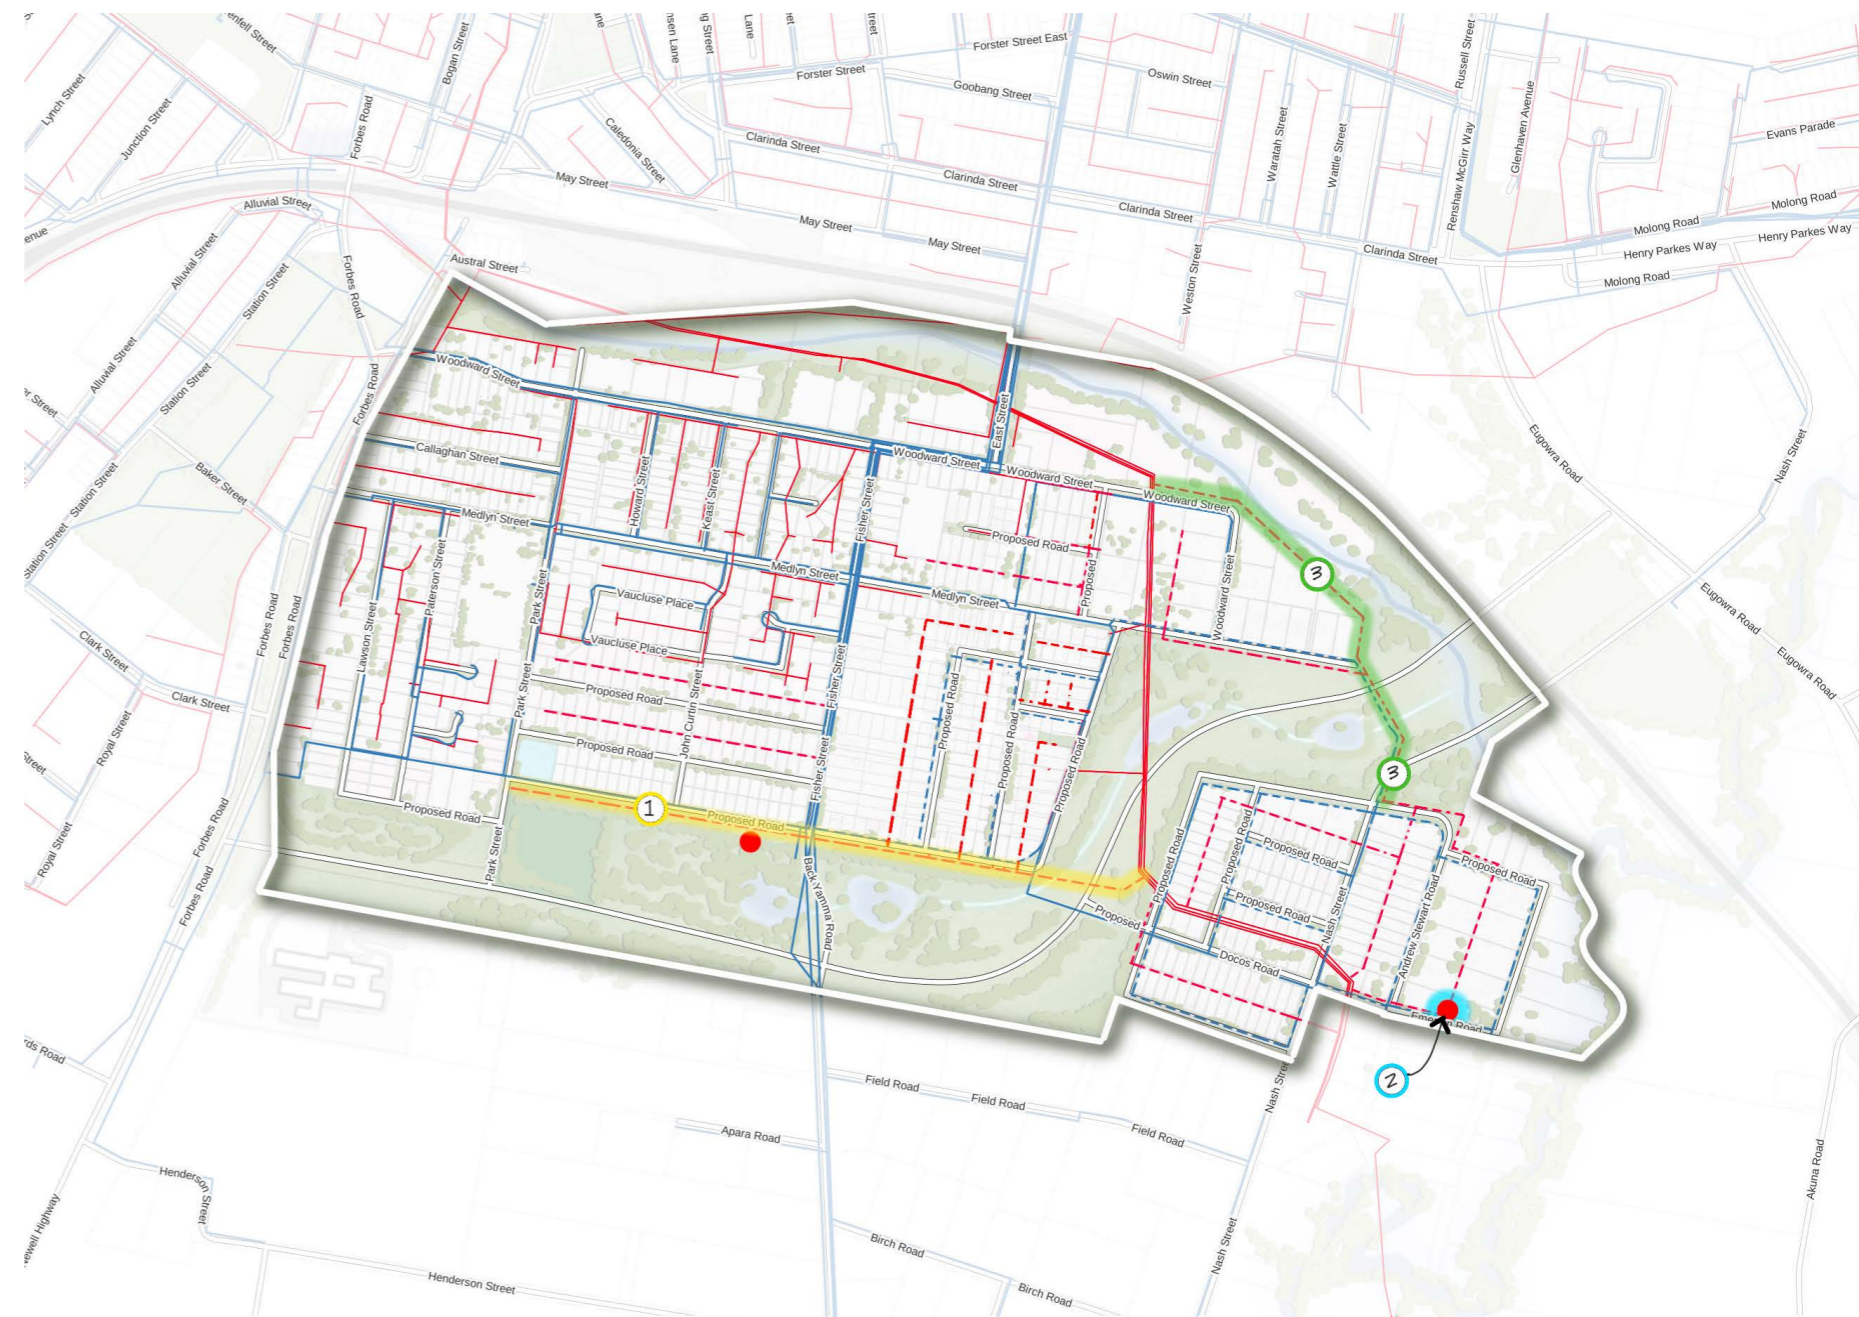 Lynch Street
Junction Street
enfell Street
Bogan Street
Forbes Road
Caledonia Street
May Street
Forster Street
Forster Street East
Goobang Street
Clarinda Street
Clarinda Street
Clarinda Street
Clarinda Street
May Street
May Street
Oswin Street
Waratah Street
Wattle Street
Weston Street
Renshaw McGirr Way
Russell Street
Glenhaven Avenue
Evans Parade
Molong Road
Molong Road
Henry Parkes Way
Henry Parkes Way
Molong Road
Alluvial Street
Alluvial Street
Station Street
Forbes Road
Austral Street
Alluvial Street
Station Street
Forbes Road
Baker Street
Station Street
Station Street
Forbes Road
Forbes Road
Clark Street
Clark Street
Royal Street
Royal Street
Forbes Road
Forbes Road
Woodward Street
Callaghan Street
Medlyn Street
Paterson Street
Lawson Street
Park Street
Park Street
Park Street
Howard Street
Keast Street
Vaucluse Place
Vaucluse Place
John Curtin Street
Medlyn Street
Fisher Street
Fisher Street
Fisher Street
East Street
Woodward Street
Woodward Street
Woodward Street
Woodward Street
Proposed Road
Proposed
Medlyn Street
Proposed Road
Proposed Road
Proposed Road
Proposed Road
Proposed Road
Proposed Road
Proposed Road
1
3
3
2
Back Yamma Road
Proposed
Proposed Road
Proposed Road
Proposed Road
Proposed Road
Proposed Road
Nash Street
Andrew Stewart Road
Docos Road
Eugowra Road
Eugowra Road
Eugowra Road
Nash Street
Nash Street
Akuna Road
Field Road
Field Road
Field Road
Apara Road
Birch Road
Birch Road
Henderson Street
Henderson Street